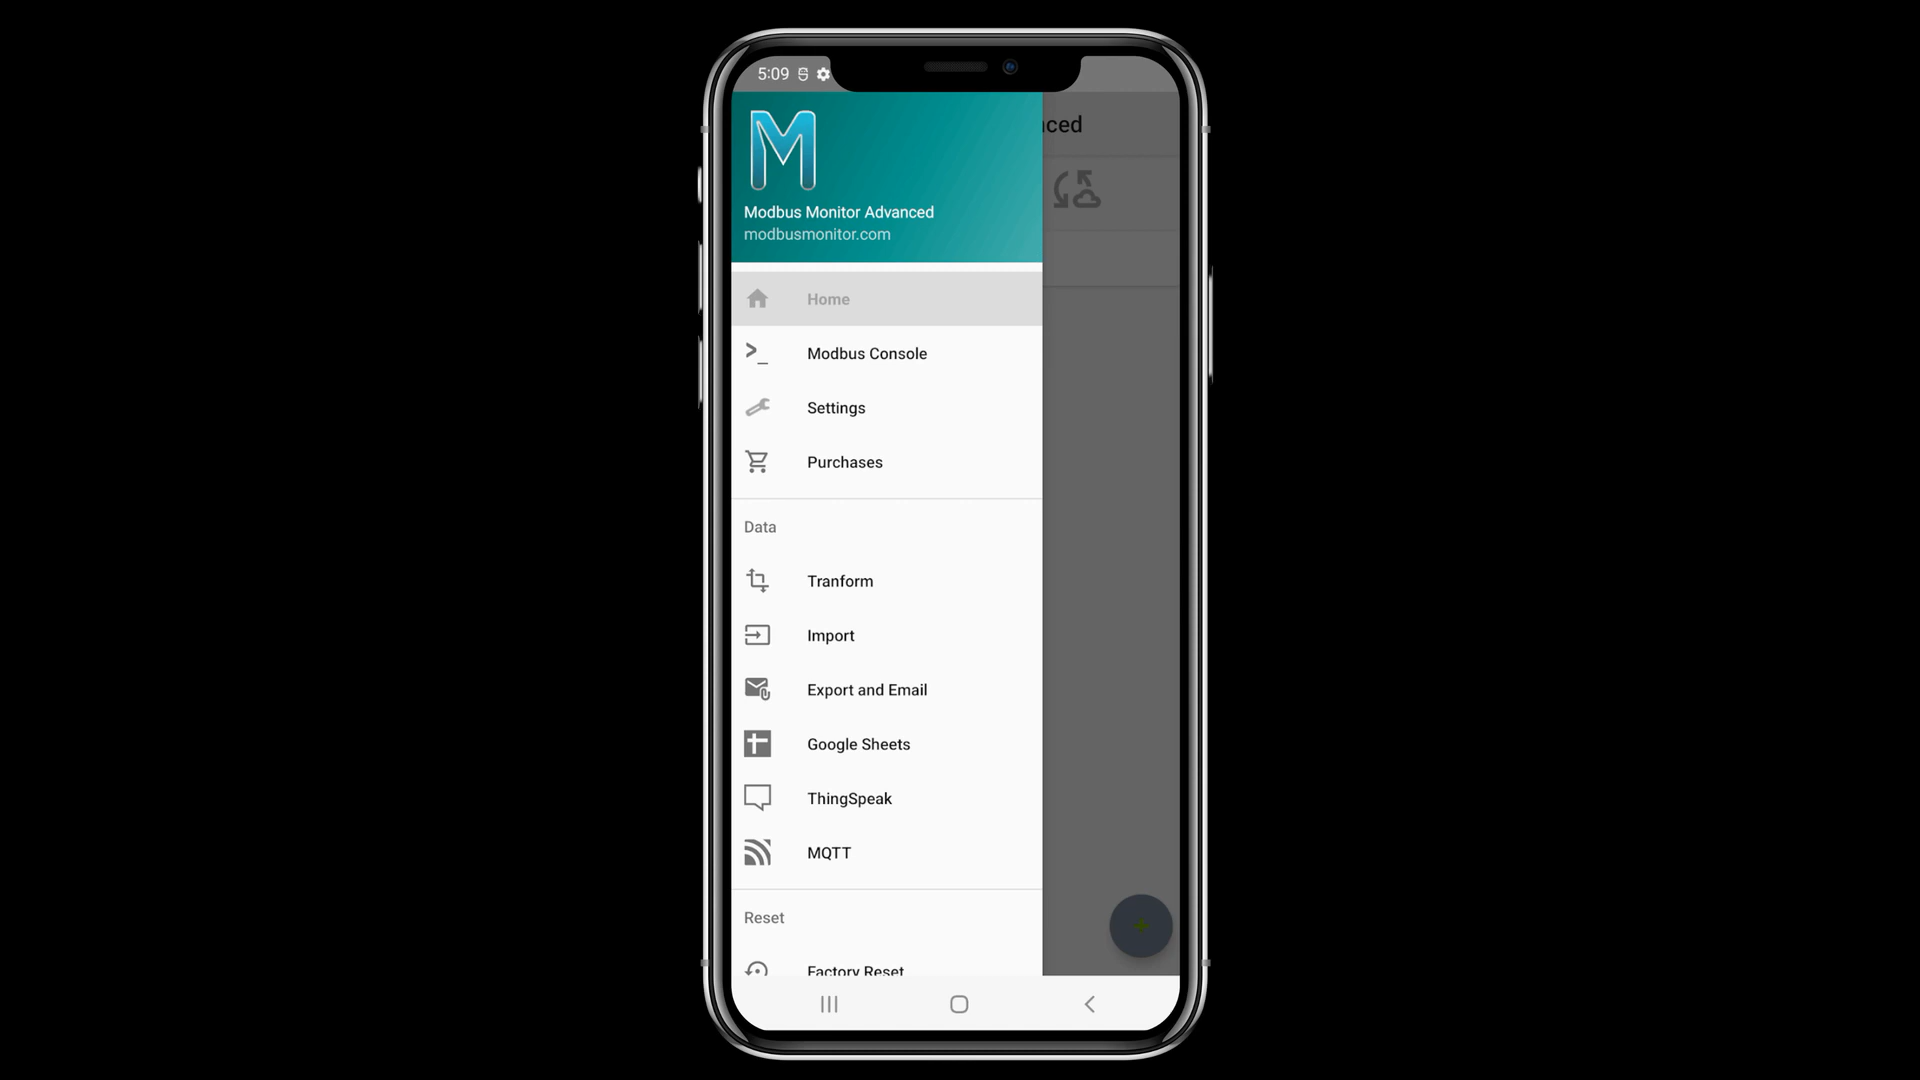 5:09
M
nced
Modbus Monitor Advanced
modbusmonitor.com
Home
Modbus Console
Settings
Purchases
Data
Tranform
Import
Export and Email
Google Sheets
ThingSpeak
MQTT
Reset
Factory Reset